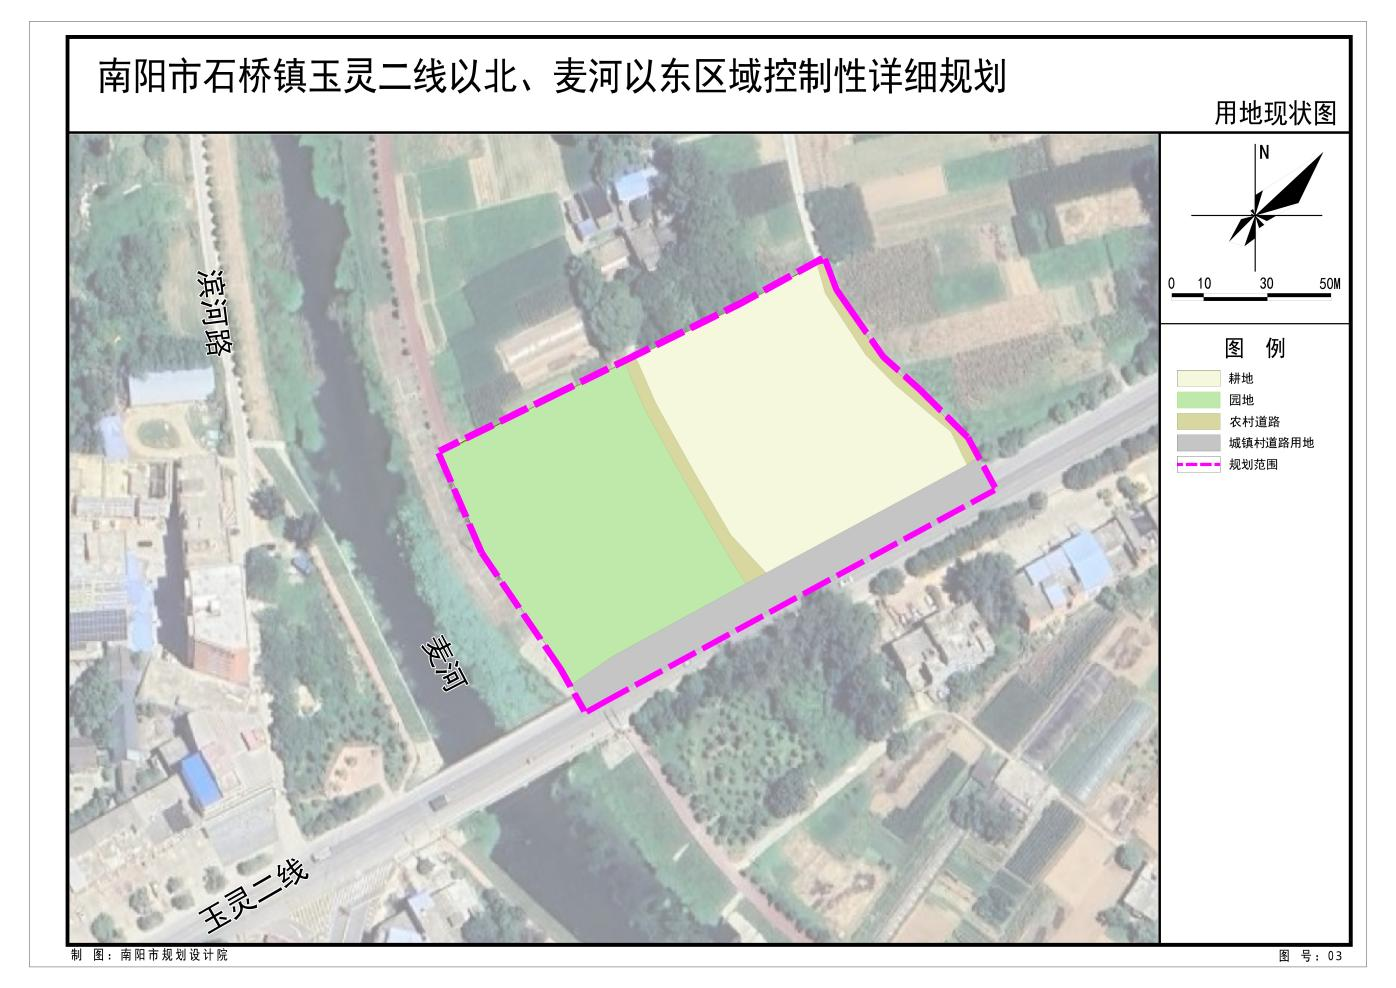 南阳市石桥镇玉灵二线以北、麦河以东区域控制性详细规划
用地现状图
N
0 10 30 50M
图 例
耕地
园地
农村道路
城镇村道路用地
规划范围
滨河路
麦河
玉灵二线
制 图：南阳市规划设计院
图 号：03